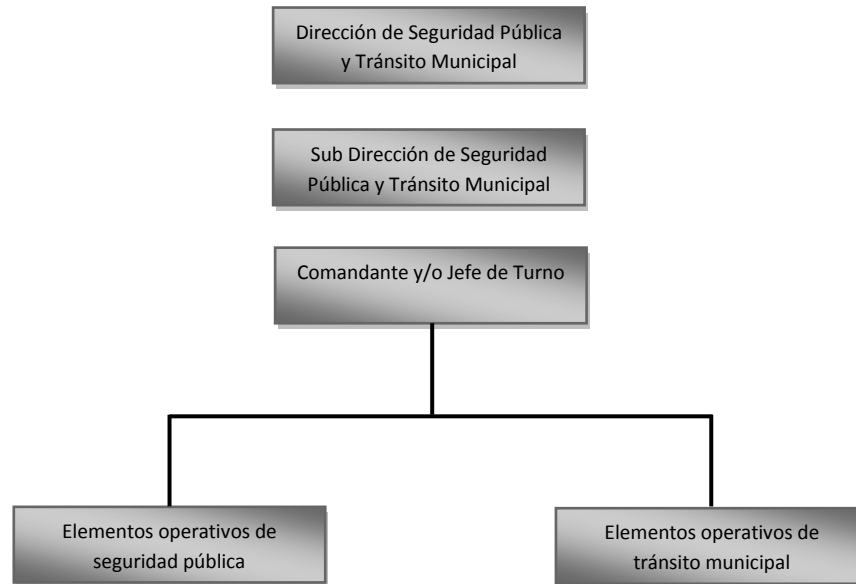 Dirección de Seguridad Pública
y Tránsito Municipal
Sub Dirección de Seguridad
Pública y Tránsito Municipal
Comandante y/o Jefe de Turno
Elementos operativos de
seguridad pública
Elementos operativos de
tránsito municipal